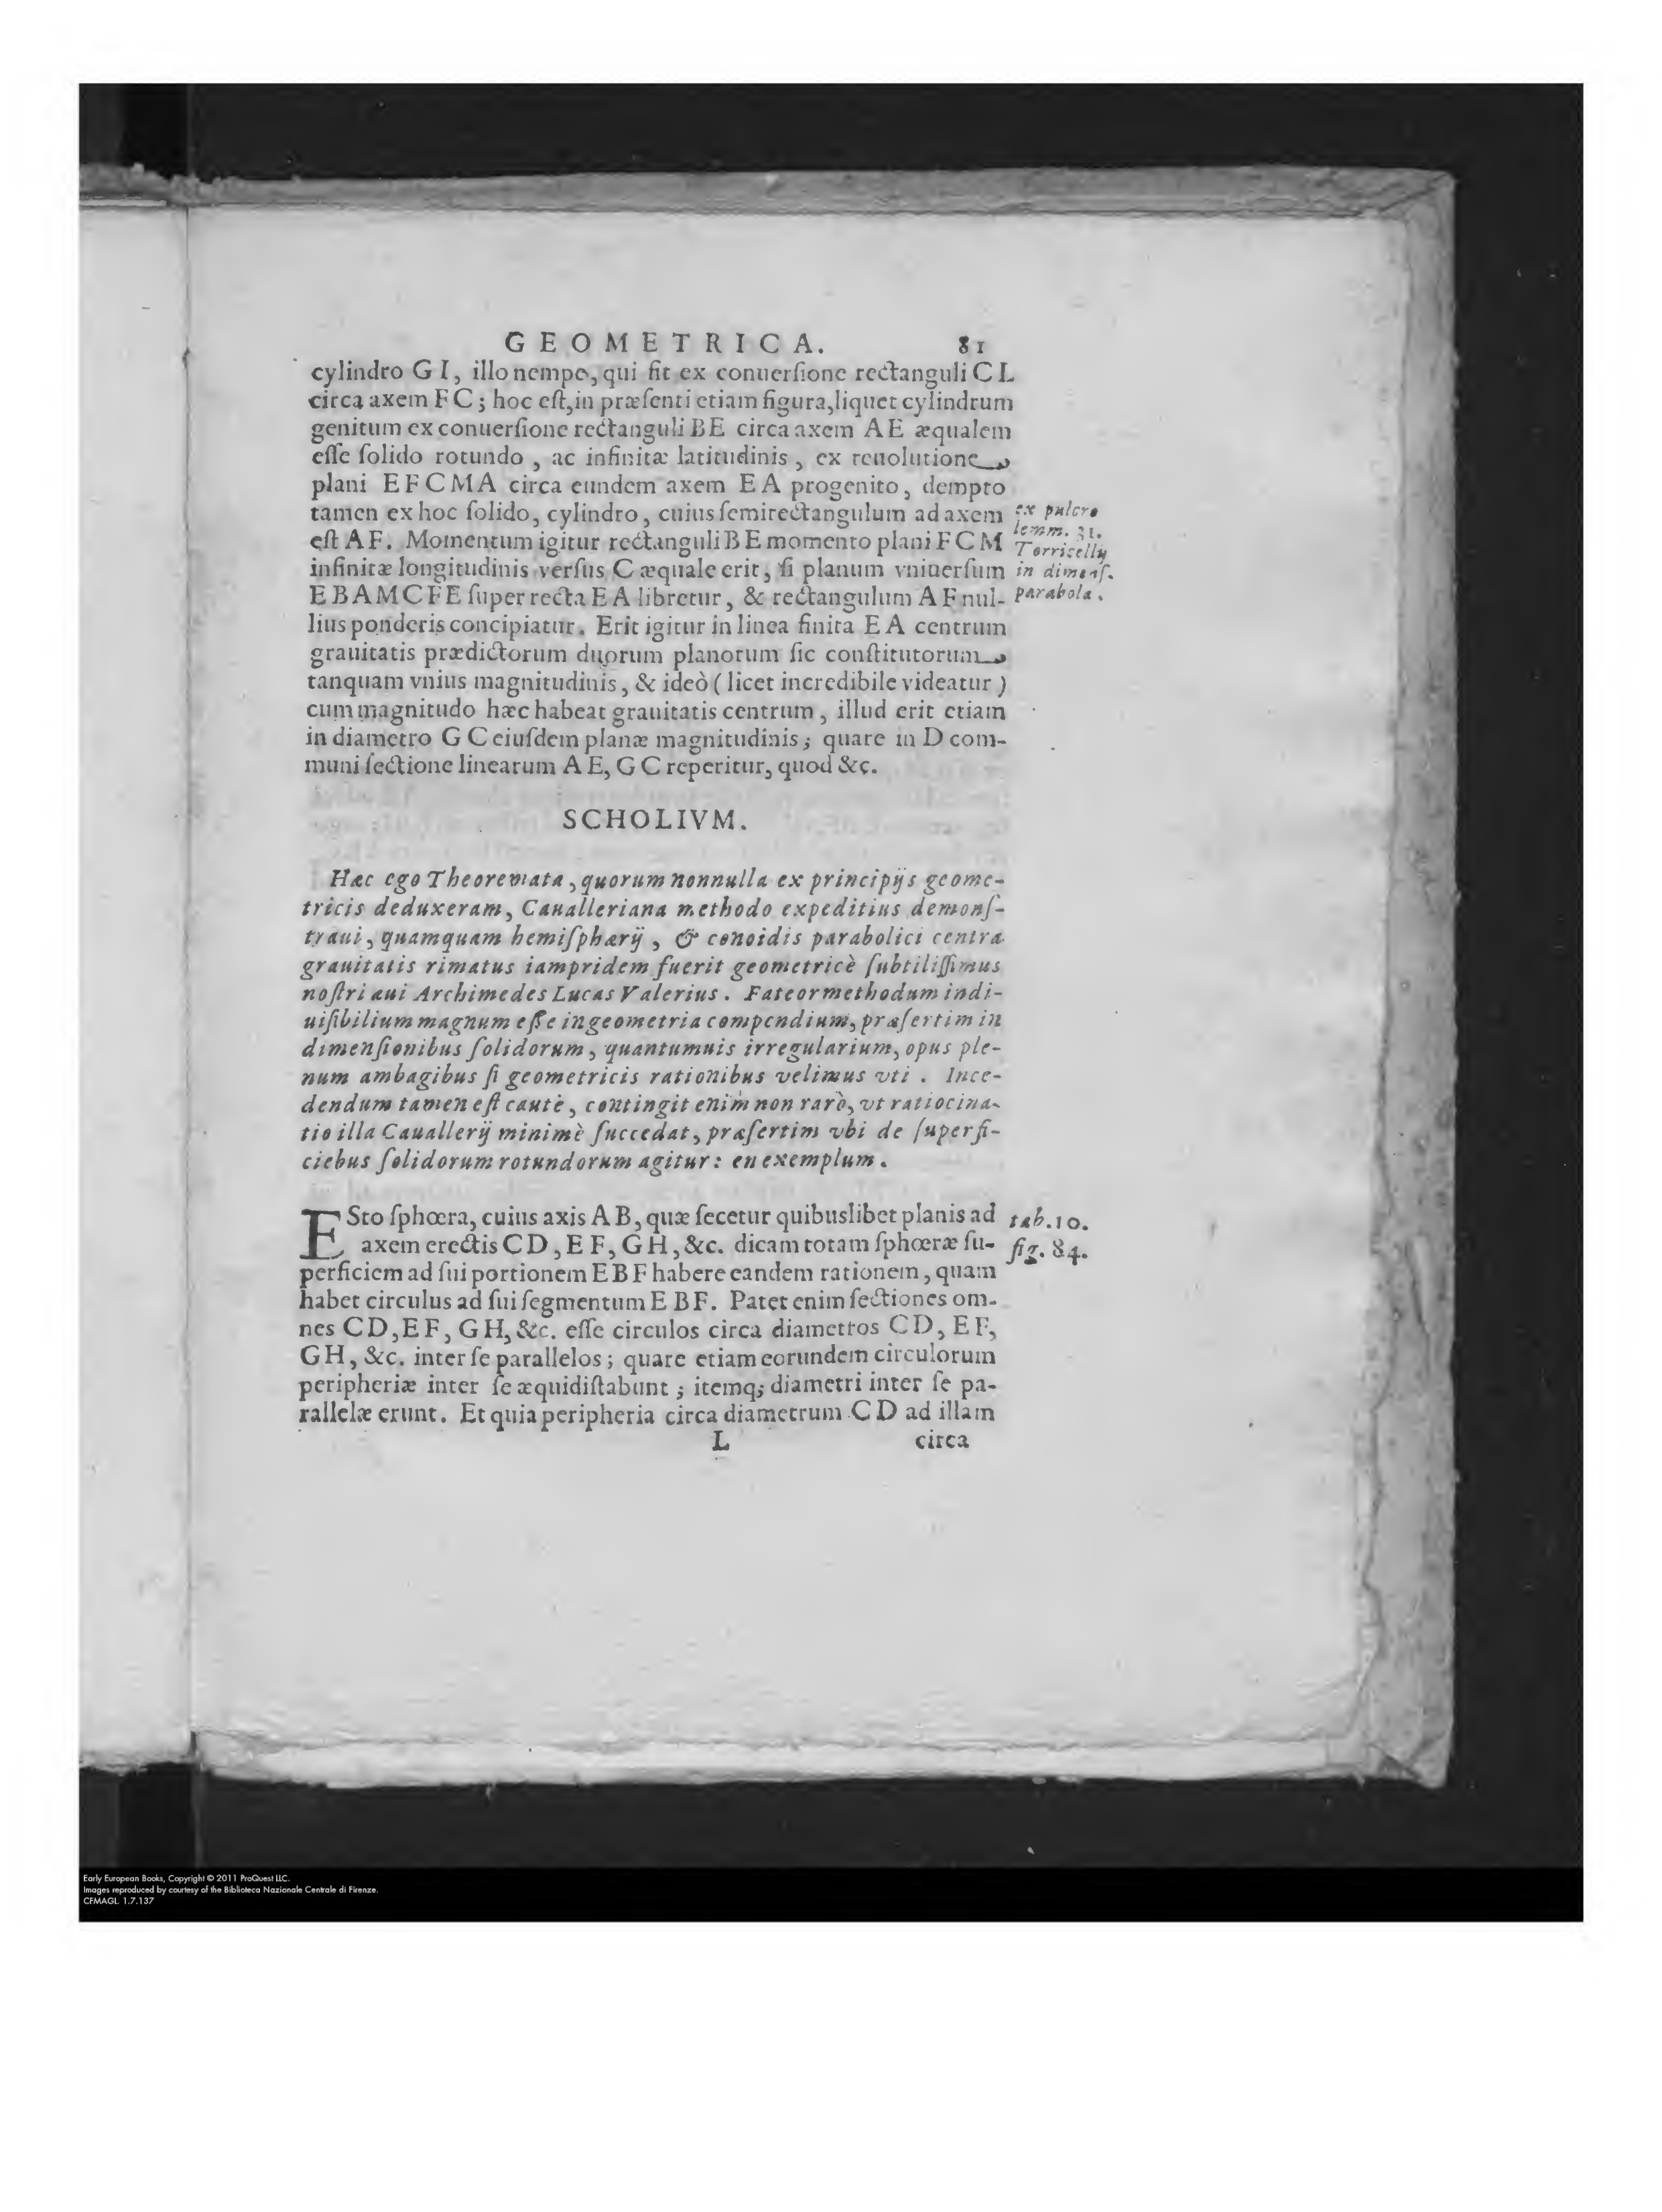 GEOMETRICA. 81
cylindro G I, illo nempe, qui fit ex conuerſione rectanguli C L
circa axem F C; hoc eſt, in præſenti etiam figura, liquet cylindrum
genitum ex conuerſione rectanguli B E circa axem A E æqualem
eſſe ſolido rotundo, ac infinitæ latitudinis, ex reuolutione
plani E F C M A circa eundem axem E A progenito, dempto
tamen ex hoc ſolido, cylindro, cuius ſemirectangulum ad axem
eſt A F. Momentum igitur rectanguli B E momento plani F C M
infinitæ longitudinis verſus C æquale erit, ſi planum vniuerſum
E B A M C F E ſuper recta E A libretur, & rectangulum A F nul-
lius ponderis concipiatur. Erit igitur in linea finita E A centrum
grauitatis prædictorum duorum planorum ſic conſtitutorum
tanquam vnius magnitudinis, & ideò (licet incredibile videatur)
cum magnitudo hæc habeat grauitatis centrum, illud erit etiam
in diametro G C eiuſdem planæ magnitudinis; quare in D com-
muni ſectione linearum A E, G C reperitur, quod &c.
ex pulcro
lemm. 31.
Torricellij
in dimenſ.
parabola.
SCHOLIVM.
Hæc ego Theoremata, quorum nonnulla ex principijs geome-
tricis deduxeram, Caualleriana methodo expeditius demonſ-
traui, quamquam hemiſphærij, & conoidis parabolici centra
grauitatis rimatus iampridem fuerit geometricè ſubtiliſſimus
noſtri æui Archimedes Lucas Valerius. Fateor methodum indi-
uiſibilium magnum eſſe in geometria compendium, præſertim in
dimenſionibus ſolidorum, quantumuis irregularium, opus ple-
num ambagibus ſi geometricis rationibus velimus vti. Ince-
dendum tamen eſt cautè, contingit enim non rarò, vt ratiocina-
tio illa Cauallerij minimè ſuccedat, præſertim vbi de ſuperfi-
ciebus ſolidorum rotundorum agitur: en exemplum.
ESto ſphœra, cuius axis A B, quæ ſecetur quibuslibet planis ad
axem erectis C D, E F, G H, &c. dicam totam ſphœræ ſu-
perficiem ad ſui portionem E B F habere eandem rationem, quam
habet circulus ad ſui ſegmentum E B F. Patet enim ſectiones om-
nes C D, E F, G H, &c. eſſe circulos circa diametros C D, E F,
G H, &c. inter ſe parallelos; quare etiam eorundem circulorum
peripheriæ inter ſe æquidiſtabunt; itemq; diametri inter ſe pa-
rallelæ erunt. Et quia peripheria circa diametrum C D ad illam
tab. 10.
fig. 84.
L circa
Early European Books, Copyright © 2011 ProQuest LLC.
Images reproduced by courtesy of the Biblioteca Nazionale Centrale di Firenze.
CFMAGL. 1.7.137